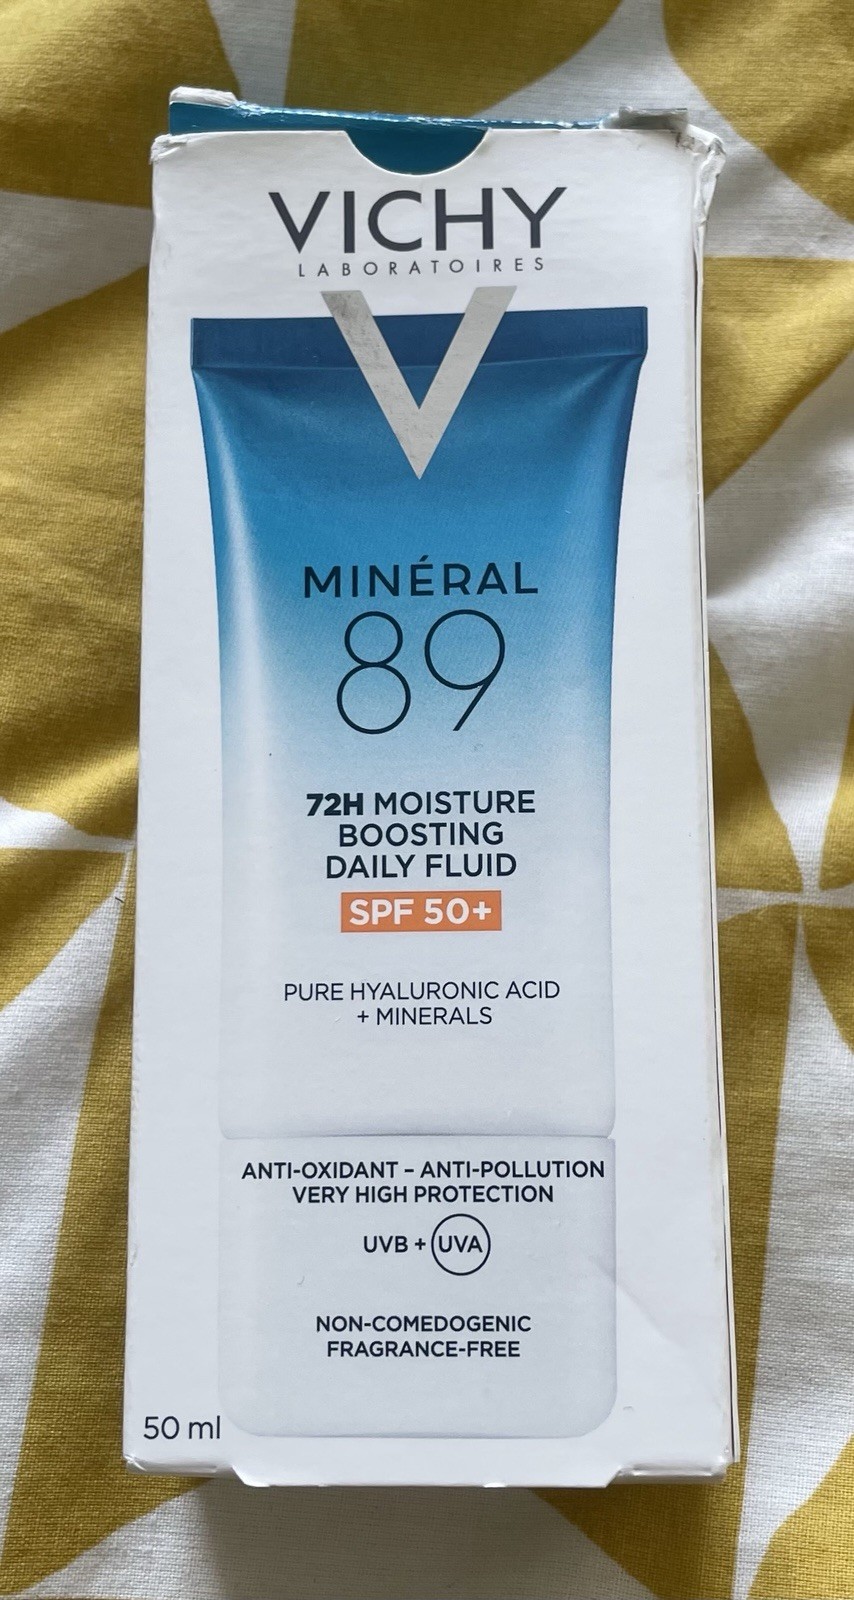 VICHY
LABORATOIRES
MINÉRAL
89
72H MOISTURE
BOOSTING
DAILY FLUID
SPF 50+
PURE HYALURONIC ACID
+ MINERALS
ANTI-OXIDANT – ANTI-POLLUTION
VERY HIGH PROTECTION
UVB + UVA
NON-COMEDOGENIC
FRAGRANCE-FREE
50 ml